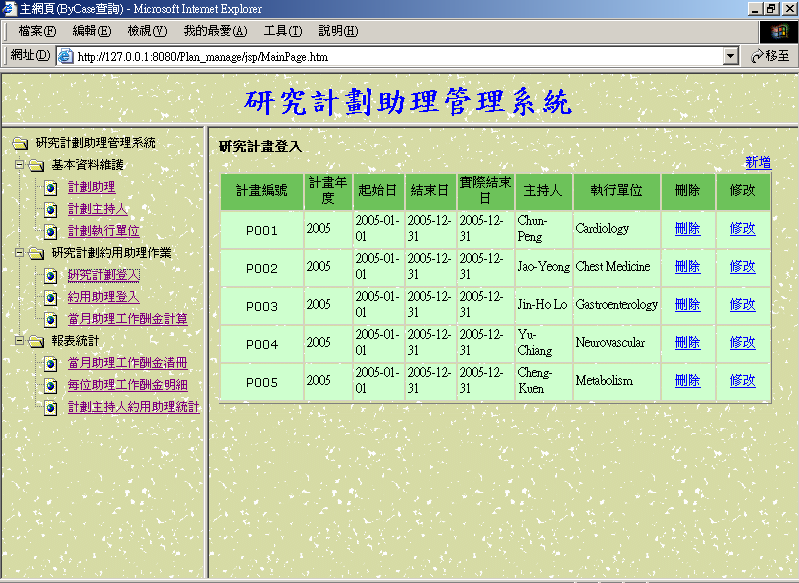 主網頁(ByCase查詢) - Microsoft Internet Explorer
檔案(F) 編輯(E) 檢視(V) 我的最愛(A) 工具(T) 說明(H)
網址(D) http://127.0.0.1:8080/Plan_manage/jsp/MainPage.htm 移至
研究計劃助理管理系統
研究計劃助理管理系統
基本資料維護
計劃助理
計劃主持人
計劃執行單位
研究計劃約用助理作業
研究計劃登入
約用助理登入
當月助理工作酬金計算
報表統計
當月助理工作酬金清冊
每位助理工作酬金明細
計劃主持人約用助理統計
研究計畫登入
新增
計畫編號 計畫年度 起始日 結束日 實際結束日 主持人 執行單位 刪除 修改
P001 2005 2005-01-01 2005-12-31 2005-12-31 Chun-Peng Cardiology 刪除 修改
P002 2005 2005-01-01 2005-12-31 2005-12-31 Jao-Yeong Chest Medicine 刪除 修改
P003 2005 2005-01-01 2005-12-31 2005-12-31 Jin-Ho Lo Gastroenterology 刪除 修改
P004 2005 2005-01-01 2005-12-31 2005-12-31 Yu-Chiang Neurovascular 刪除 修改
P005 2005 2005-01-01 2005-12-31 2005-12-31 Cheng-Kuen Metabolism 刪除 修改